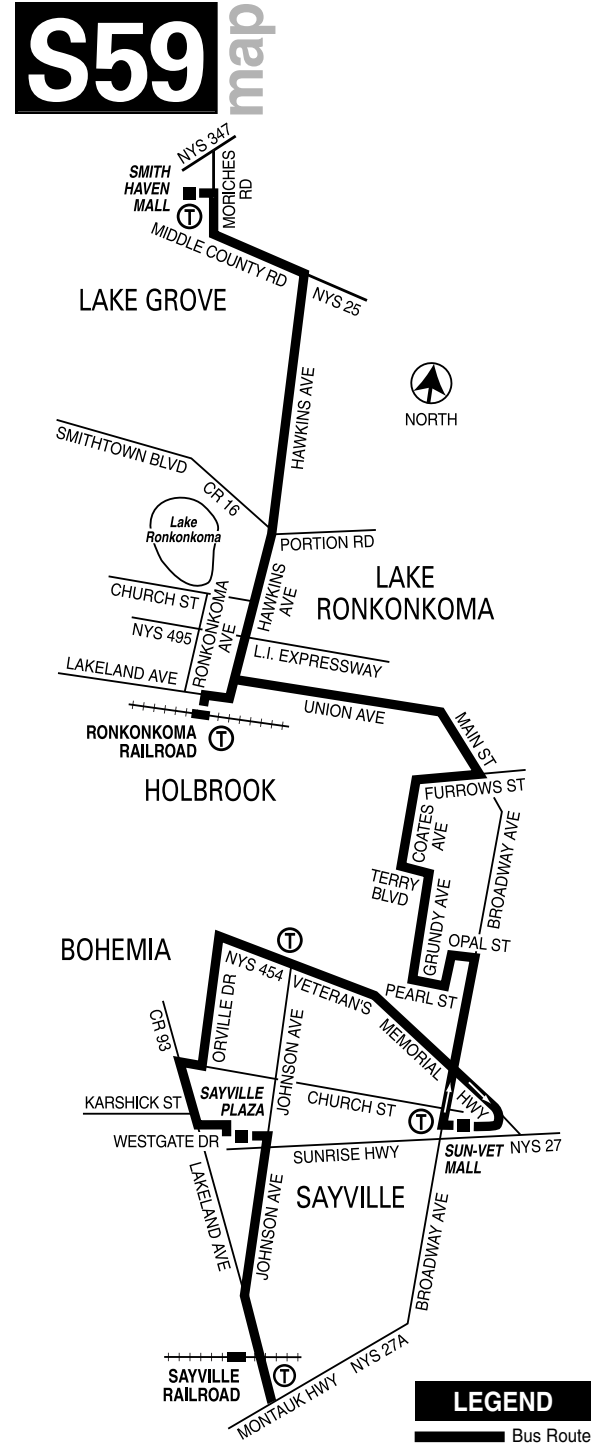 S59
map
NYS 347
SMITH
HAVEN
MALL
MORICHES
RD
T
MIDDLE COUNTY RD
NYS 25
LAKE GROVE
HAWKINS AVE
NORTH
SMITHTOWN BLVD
CR 16
Lake
Ronkonkoma
PORTION RD
LAKE
RONKONKOMA
CHURCH ST
RONKONKOMA
AVE
HAWKINS
AVE
NYS 495
L.I. EXPRESSWAY
LAKELAND AVE
UNION AVE
RONKONKOMA
RAILROAD
T
MAIN ST
HOLBROOK
FURROWS ST
COATES
AVE
BROADWAY AVE
TERRY
BLVD
GRUNDY AVE
OPAL ST
PEARL ST
BOHEMIA
T
NYS 454
VETERAN'S
MEMORIAL
HWY
ORVILLE DR
JOHNSON AVE
CR 93
KARSHICK ST
SAYVILLE
PLAZA
CHURCH ST
T
WESTGATE DR
SUNRISE HWY
SUN-VET
MALL
NYS 27
LAKELAND AVE
JOHNSON AVE
SAYVILLE
BROADWAY AVE
SAYVILLE
RAILROAD
T
MONTAUK HWY
NYS 27A
LEGEND
Bus Route